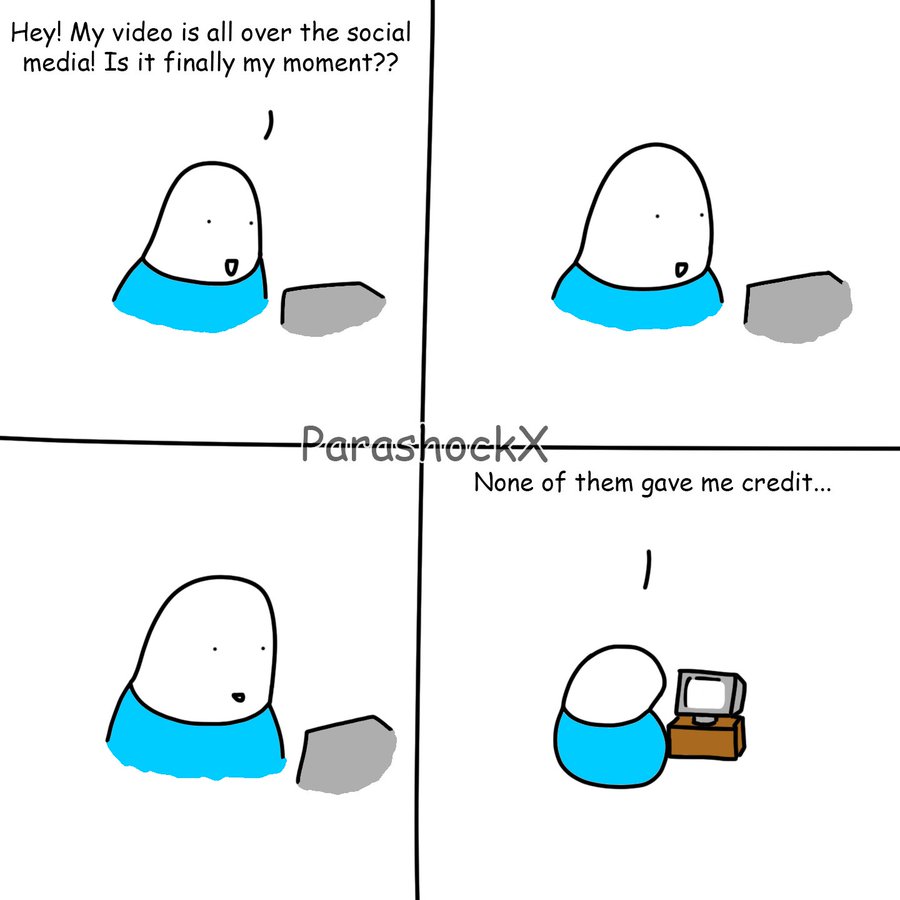 Hey! My video is all over the social
media! Is it finally my moment??
ParashockX
None of them gave me credit...